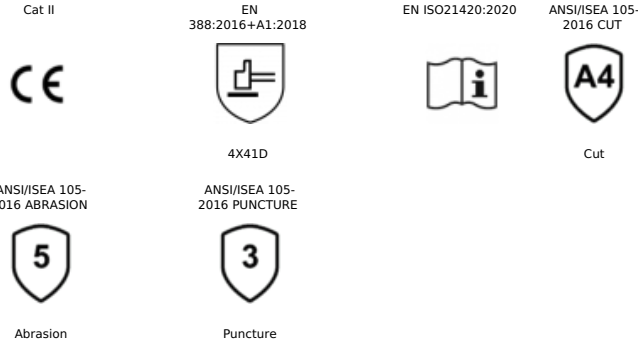 Cat II
EN
388:2016+A1:2018
EN ISO21420:2020
ANSI/ISEA 105-
2016 CUT
CE
i
A4
4X41D
Cut
ANSI/ISEA 105-
016 ABRASION
ANSI/ISEA 105-
2016 PUNCTURE
5
3
Abrasion
Puncture